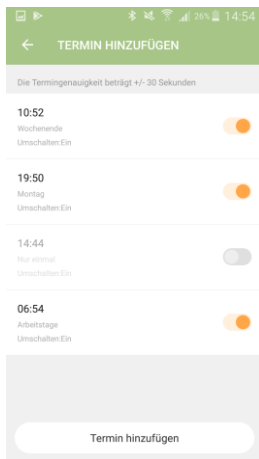 26% 14:54
TERMIN HINZUFÜGEN
Die Termingenauigkeit beträgt +/- 30 Sekunden
10:52
Wochenende
Umschalten:Ein
19:50
Montag
Umschalten:Ein
14:44
Nur einmal
Umschalten:Ein
06:54
Arbeitstage
Umschalten:Ein
Termin hinzufügen